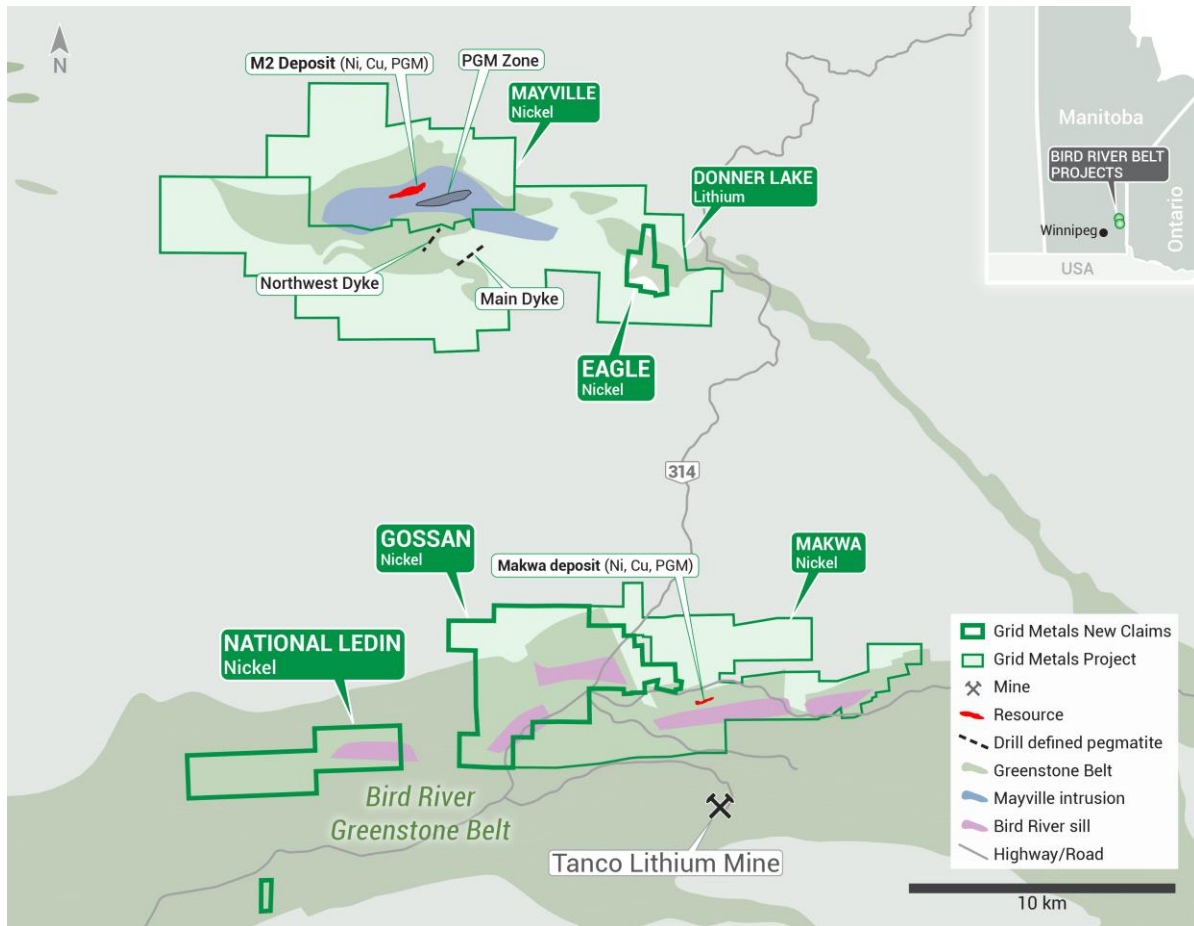 N
M2 Deposit (Ni, Cu, PGM)
PGM Zone
MAYVILLE
Nickel
DONNER LAKE
Lithium
Northwest Dyke
Main Dyke
EAGLE
Nickel
Manitoba
BIRD RIVER BELT
PROJECTS
Winnipeg
Ontario
USA
314
GOSSAN
Nickel
Makwa deposit (Ni, Cu, PGM)
MAKWA
Nickel
NATIONAL LEDIN
Nickel
Bird River
Greenstone Belt
Tanco Lithium Mine
Grid Metals New Claims
Grid Metals Project
Mine
Resource
Drill defined pegmatite
Greenstone Belt
Mayville intrusion
Bird River sill
Highway/Road
10 km